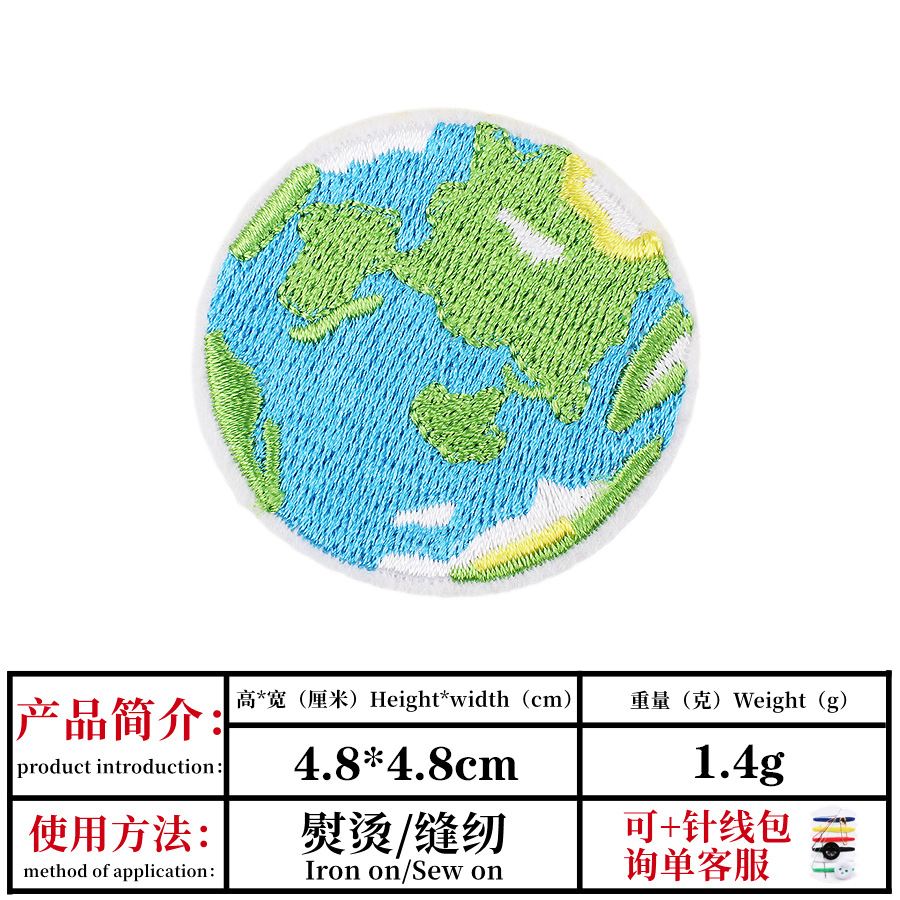 产品简介：
product introduction：
高*宽（厘米）Height*width（cm）
重量（克）Weight（g）
4.8*4.8cm
1.4g
使用方法：
method of application：
熨烫/缝纫
Iron on/Sew on
可+针线包
询单客服